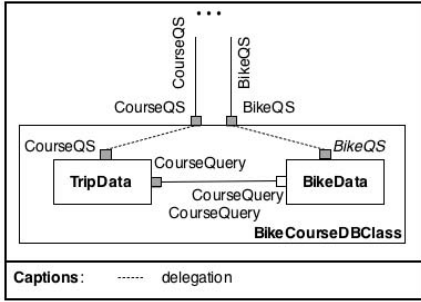 ...
CourseQS
BikeQS
CourseQS BikeQS
CourseQS BikeQS
CourseQuery
TripData BikeData
CourseQuery
CourseQuery
BikeCourseDBClass
Captions: ------ delegation